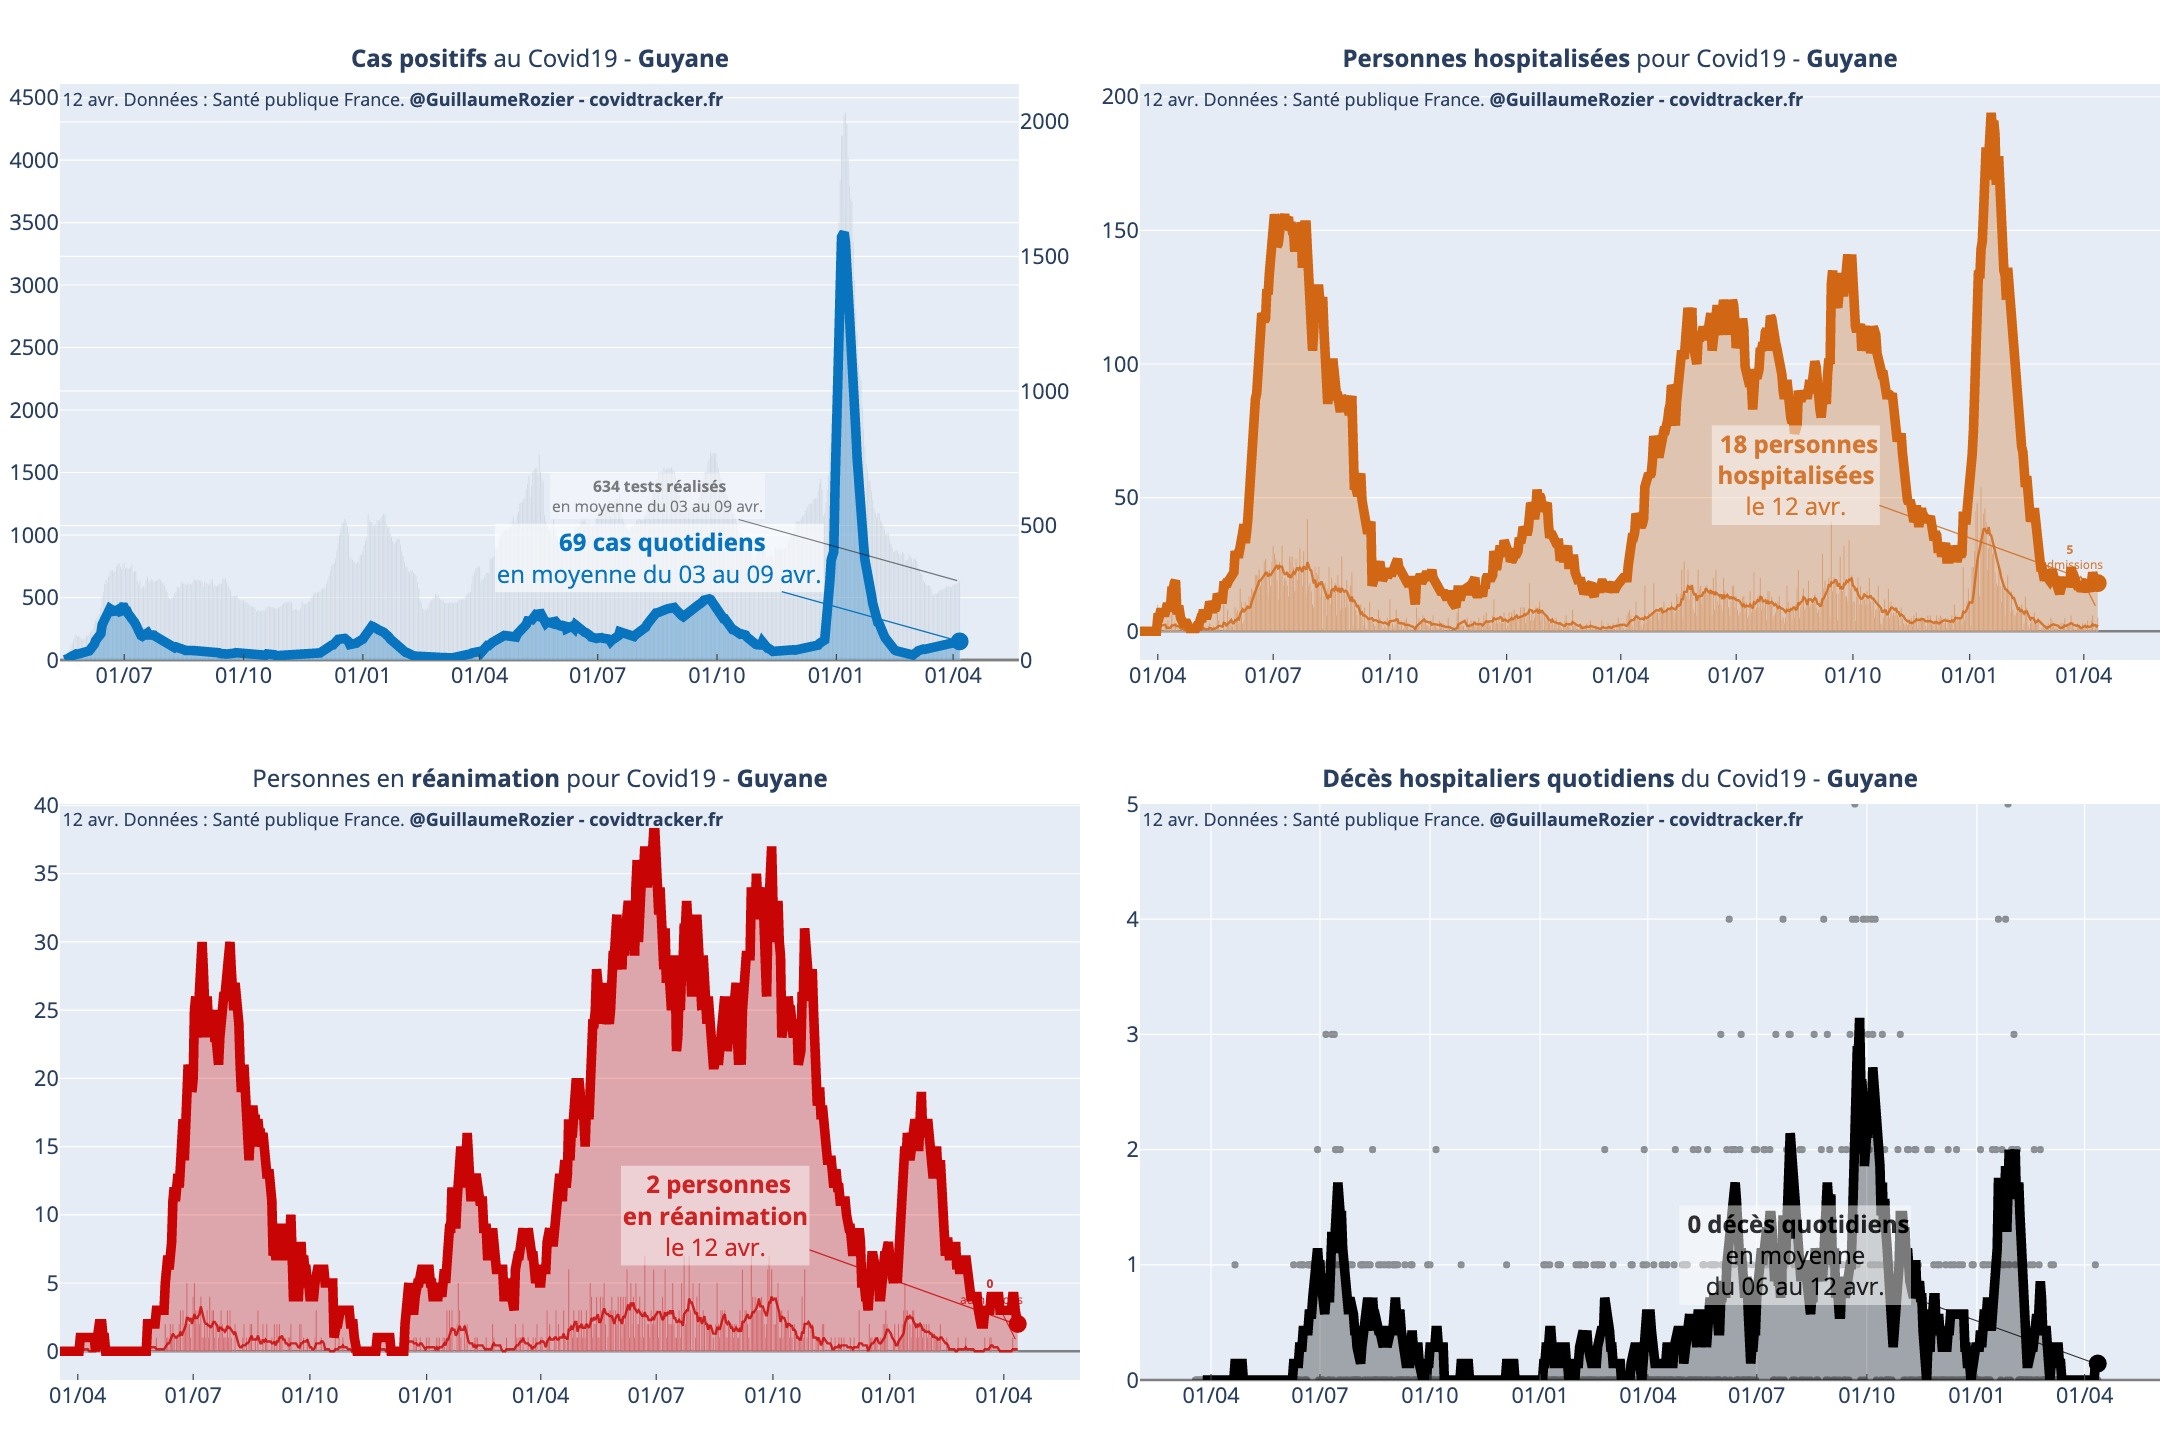 Cas positifs au Covid19 - Guyane
12 avr. Données : Santé publique France. @GuillaumeRozier - covidtracker.fr
4500
4000
3500
3000
2500
2000
1500
1000
500
0
2000
1500
1000
500
0
634 tests réalisés
en moyenne du 03 au 09 avr.
69 cas quotidiens
en moyenne du 03 au 09 avr.
01/07 01/10 01/01 01/04 01/07 01/10 01/01 01/04
Personnes hospitalisées pour Covid19 - Guyane
12 avr. Données : Santé publique France. @GuillaumeRozier - covidtracker.fr
200
150
100
50
0
18 personnes
hospitalisées
le 12 avr.
5
01/04 01/07 01/10 01/01 01/04 01/07 01/10 01/01 01/04
Personnes en réanimation pour Covid19 - Guyane
12 avr. Données : Santé publique France. @GuillaumeRozier - covidtracker.fr
40
35
30
25
20
15
10
5
0
2 personnes
en réanimation
le 12 avr.
0
01/04 01/07 01/10 01/01 01/04 01/07 01/10 01/01 01/04
Décès hospitaliers quotidiens du Covid19 - Guyane
12 avr. Données : Santé publique France. @GuillaumeRozier - covidtracker.fr
5
4
3
2
1
0
0 décès quotidiens
en moyenne
du 06 au 12 avr.
01/04 01/07 01/10 01/01 01/04 01/07 01/10 01/01 01/04